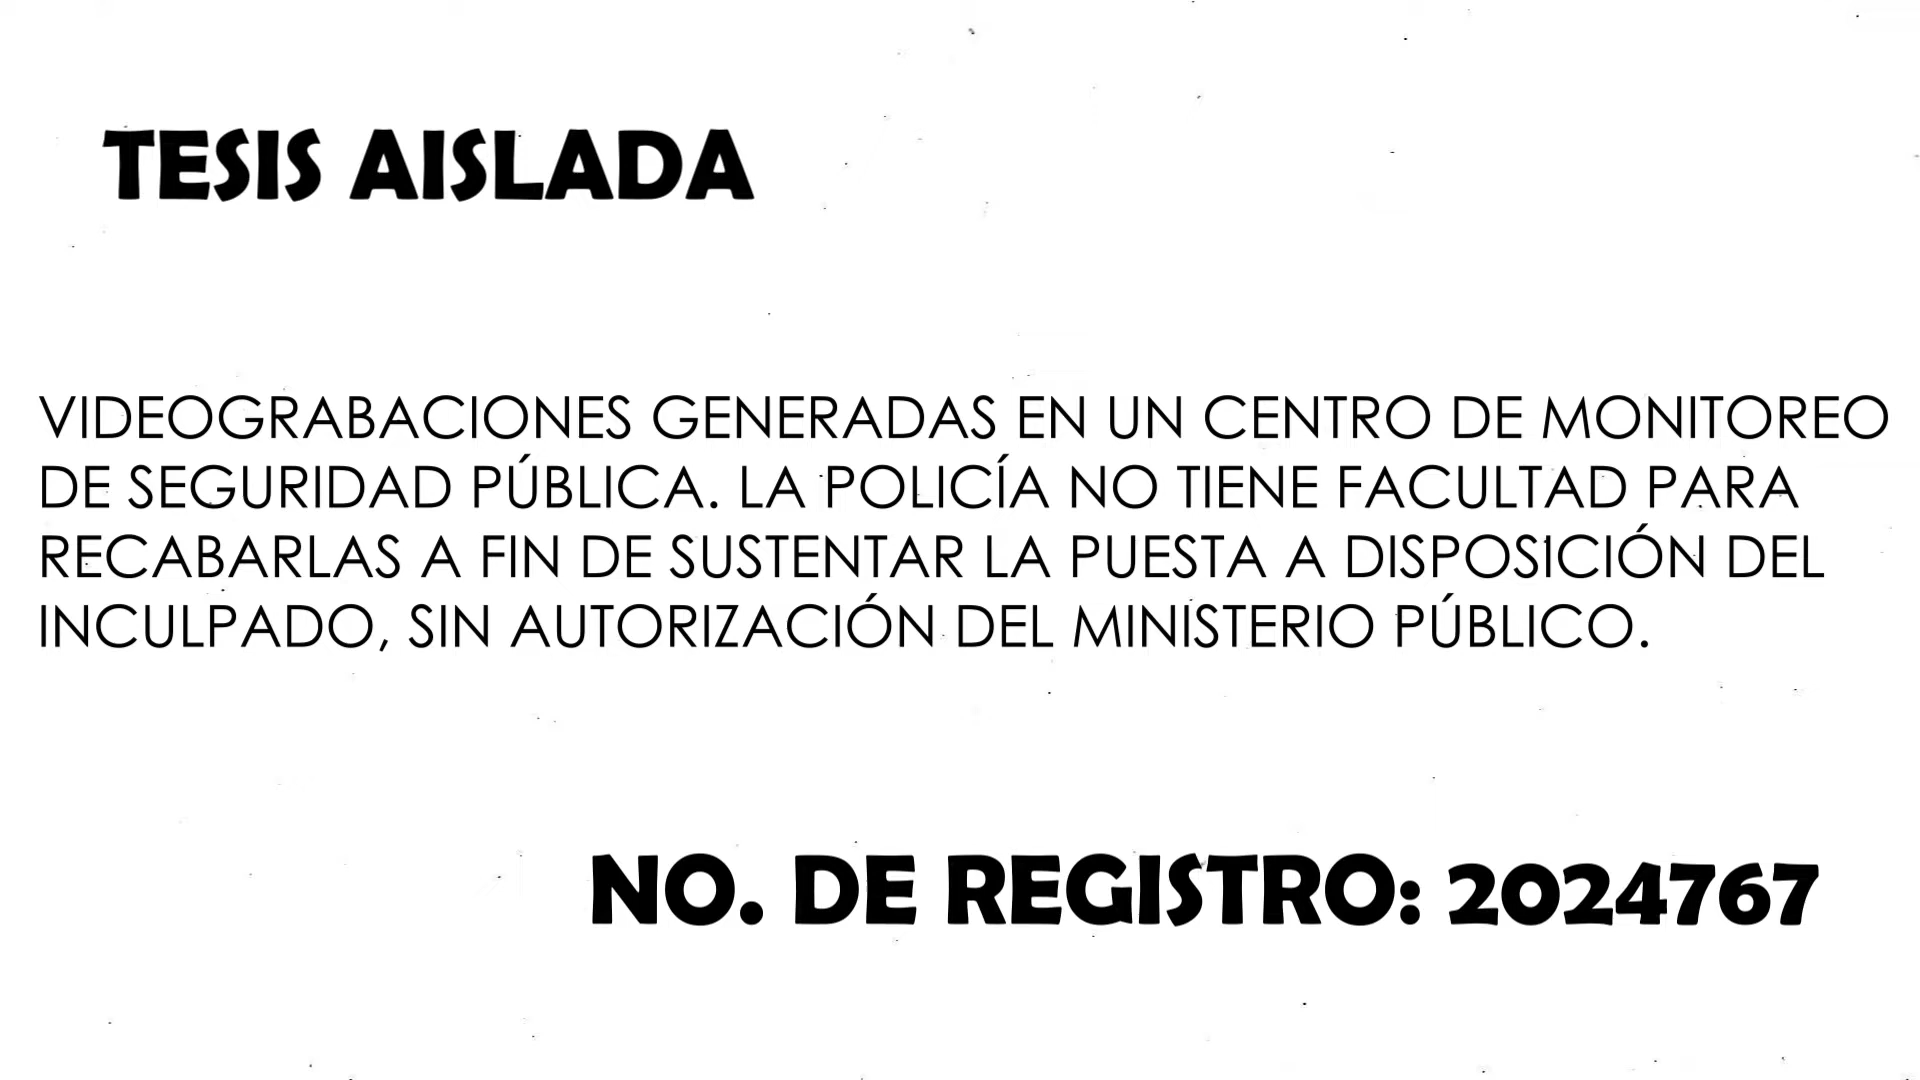 TESIS AISLADA
VIDEOGRABACIONES GENERADAS EN UN CENTRO DE MONITOREO
DE SEGURIDAD PÚBLICA. LA POLICÍA NO TIENE FACULTAD PARA
RECABARLAS A FIN DE SUSTENTAR LA PUESTA A DISPOSICIÓN DEL
INCULPADO, SIN AUTORIZACIÓN DEL MINISTERIO PÚBLICO.
NO. DE REGISTRO: 2024767